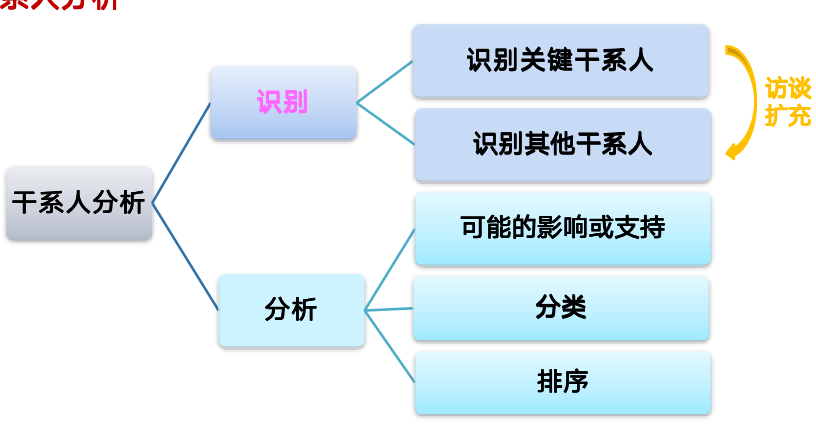 系人分析
识别关键干系人
识别
访谈
扩充
识别其他干系人
干系人分析
可能的影响或支持
分析
分类
排序